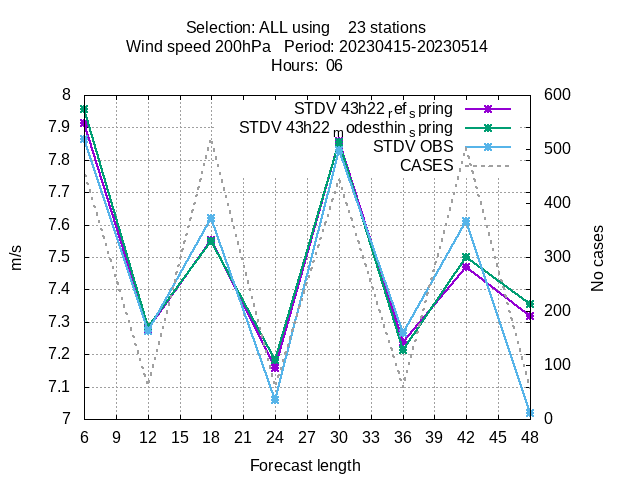 Selection: ALL using 23 stations
Wind speed 200hPa Period: 20230415-20230514
Hours: 06
STDV 43h22 ref spring
STDV 43h22 modesthin spring
STDV OBS
CASES
8
7.9
7.8
7.7
7.6
7.5
7.4
7.3
7.2
7.1
7
m/s
600
500
400
300
200
100
0
No cases
6 9 12 15 18 21 24 27 30 33 36 39 42 45 48
Forecast length